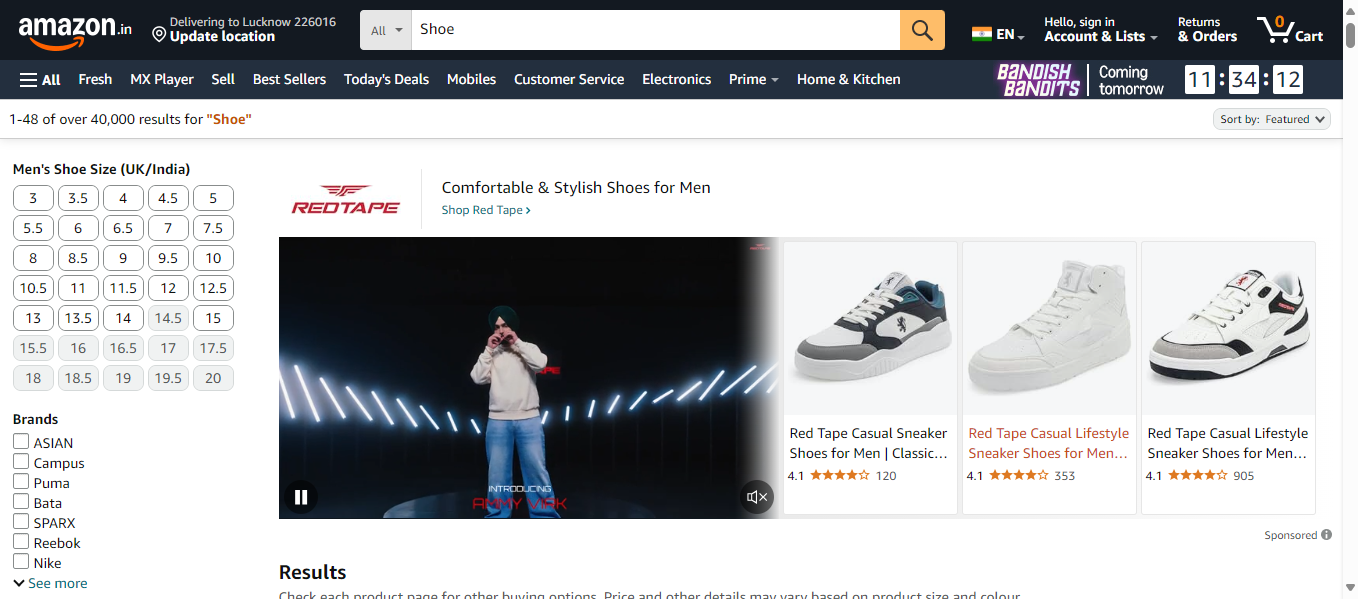 amazon.in
Delivering to Lucknow 226016
Update location
All
Shoe
EN
Hello, sign in
Account & Lists
Returns
& Orders
0
Cart
All Fresh MX Player Sell Best Sellers Today's Deals Mobiles Customer Service Electronics Prime Home & Kitchen
BANDISH
BANDITS
Coming
tomorrow
11 : 34 : 12
1-48 of over 40,000 results for "Shoe"
Sort by: Featured
Men's Shoe Size (UK/India)
3 3.5 4 4.5 5
5.5 6 6.5 7 7.5
8 8.5 9 9.5 10
10.5 11 11.5 12 12.5
13 13.5 14 14.5 15
15.5 16 16.5 17 17.5
18 18.5 19 19.5 20
Brands
ASIAN
Campus
Puma
Bata
SPARX
Reebok
Nike
See more
REDTAPE
Comfortable & Stylish Shoes for Men
Shop Red Tape ›
INTRODUCING
AMMY VIRK
Red Tape Casual Sneaker
Shoes for Men | Classic...
4.1 120
Red Tape Casual Lifestyle
Sneaker Shoes for Men...
4.1 353
Red Tape Casual Lifestyle
Sneaker Shoes for Men...
4.1 905
Sponsored
Results
Check each product page for other buying options. Price and other details may vary based on product size and colour.